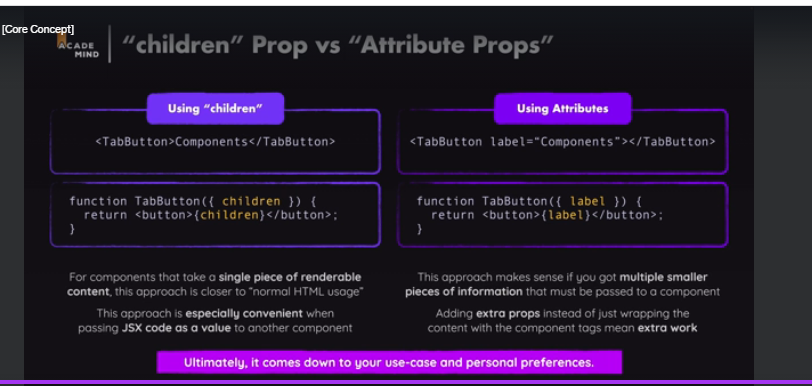 [Core Concept]
ACADE
MIND
“children” Prop vs “Attribute Props”
Using “children”
<TabButton>Components</TabButton>
function TabButton({ children }) {
return <button>{children}</button>;
}
For components that take a single piece of renderable
content, this approach is closer to “normal HTML usage”
This approach is especially convenient when
passing JSX code as a value to another component
Using Attributes
<TabButton label=“Components”></TabButton>
function TabButton({ label }) {
return <button>{label}</button>;
}
This approach makes sense if you got multiple smaller
pieces of information that must be passed to a component
Adding extra props instead of just wrapping the
content with the component tags mean extra work
Ultimately, it comes down to your use-case and personal preferences.